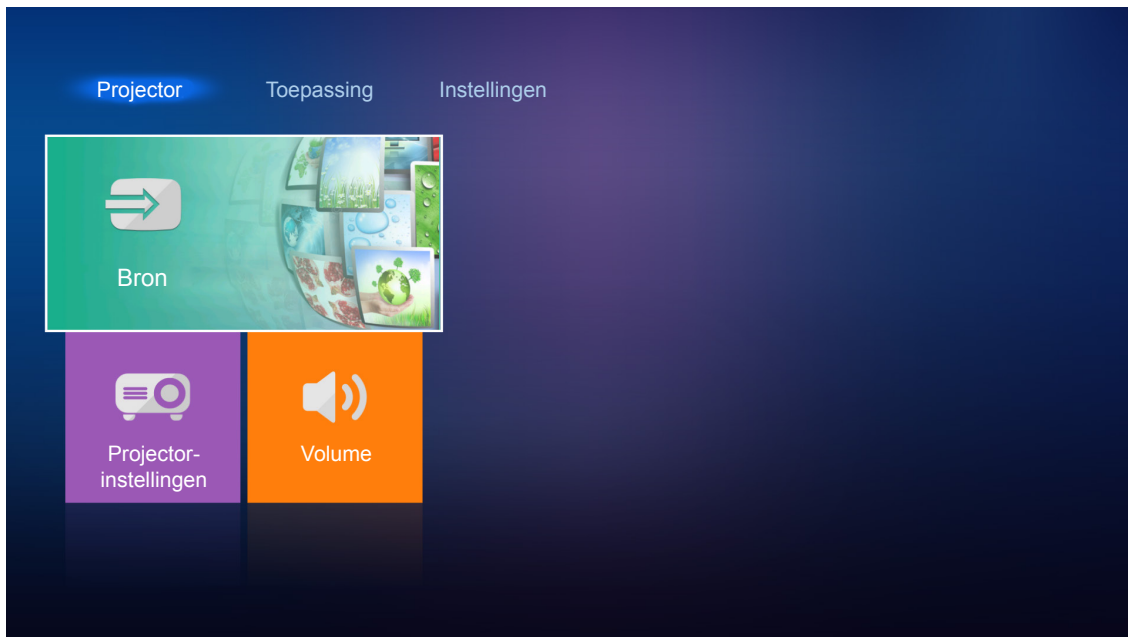 Projector
Toepassing
Instellingen
Bron
Projector-
instellingen
Volume